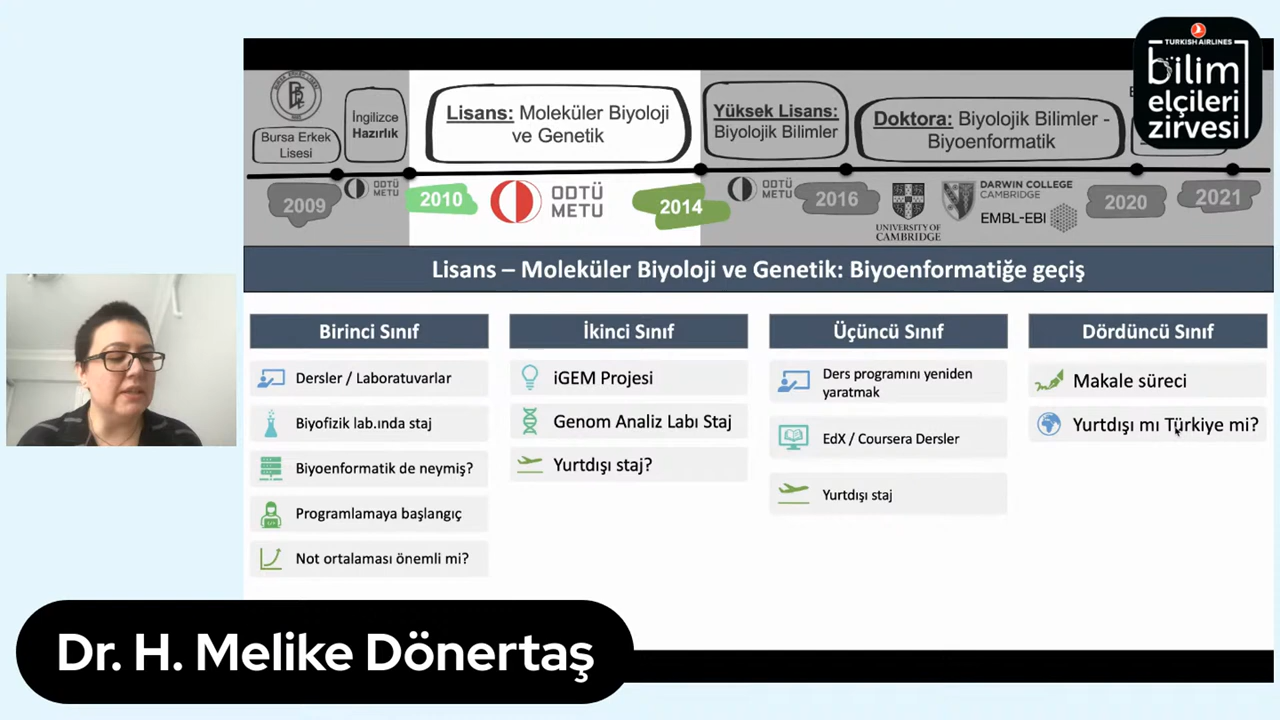 TURKISH AIRLINES
bilim
elçileri
zirvesi
Bursa Erkek
Lisesi
İngilizce
Hazırlık
Lisans: Moleküler Biyoloji
ve Genetik
Yüksek Lisans:
Biyolojik Bilimler
Doktora: Biyolojik Bilimler -
Biyoenformatik
2009
ODTÜ
METU
2010
ODTÜ
METU
2014
ODTÜ
METU
2016
UNIVERSITY OF
CAMBRIDGE
DARWIN COLLEGE
CAMBRIDGE
EMBL-EBI
2020
2021
Lisans – Moleküler Biyoloji ve Genetik: Biyoenformatiğe geçiş
Birinci Sınıf
Dersler / Laboratuvarlar
Biyofizik lab.ında staj
Biyoenformatik de neymiş?
Programlamaya başlangıç
Not ortalaması önemli mi?
İkinci Sınıf
iGEM Projesi
Genom Analiz Labı Staj
Yurtdışı staj?
Üçüncü Sınıf
Ders programını yeniden
yaratmak
EdX / Coursera Dersler
Yurtdışı staj
Dördüncü Sınıf
Makale süreci
Yurtdışı mı Türkiye mi?
Dr. H. Melike Dönertaş